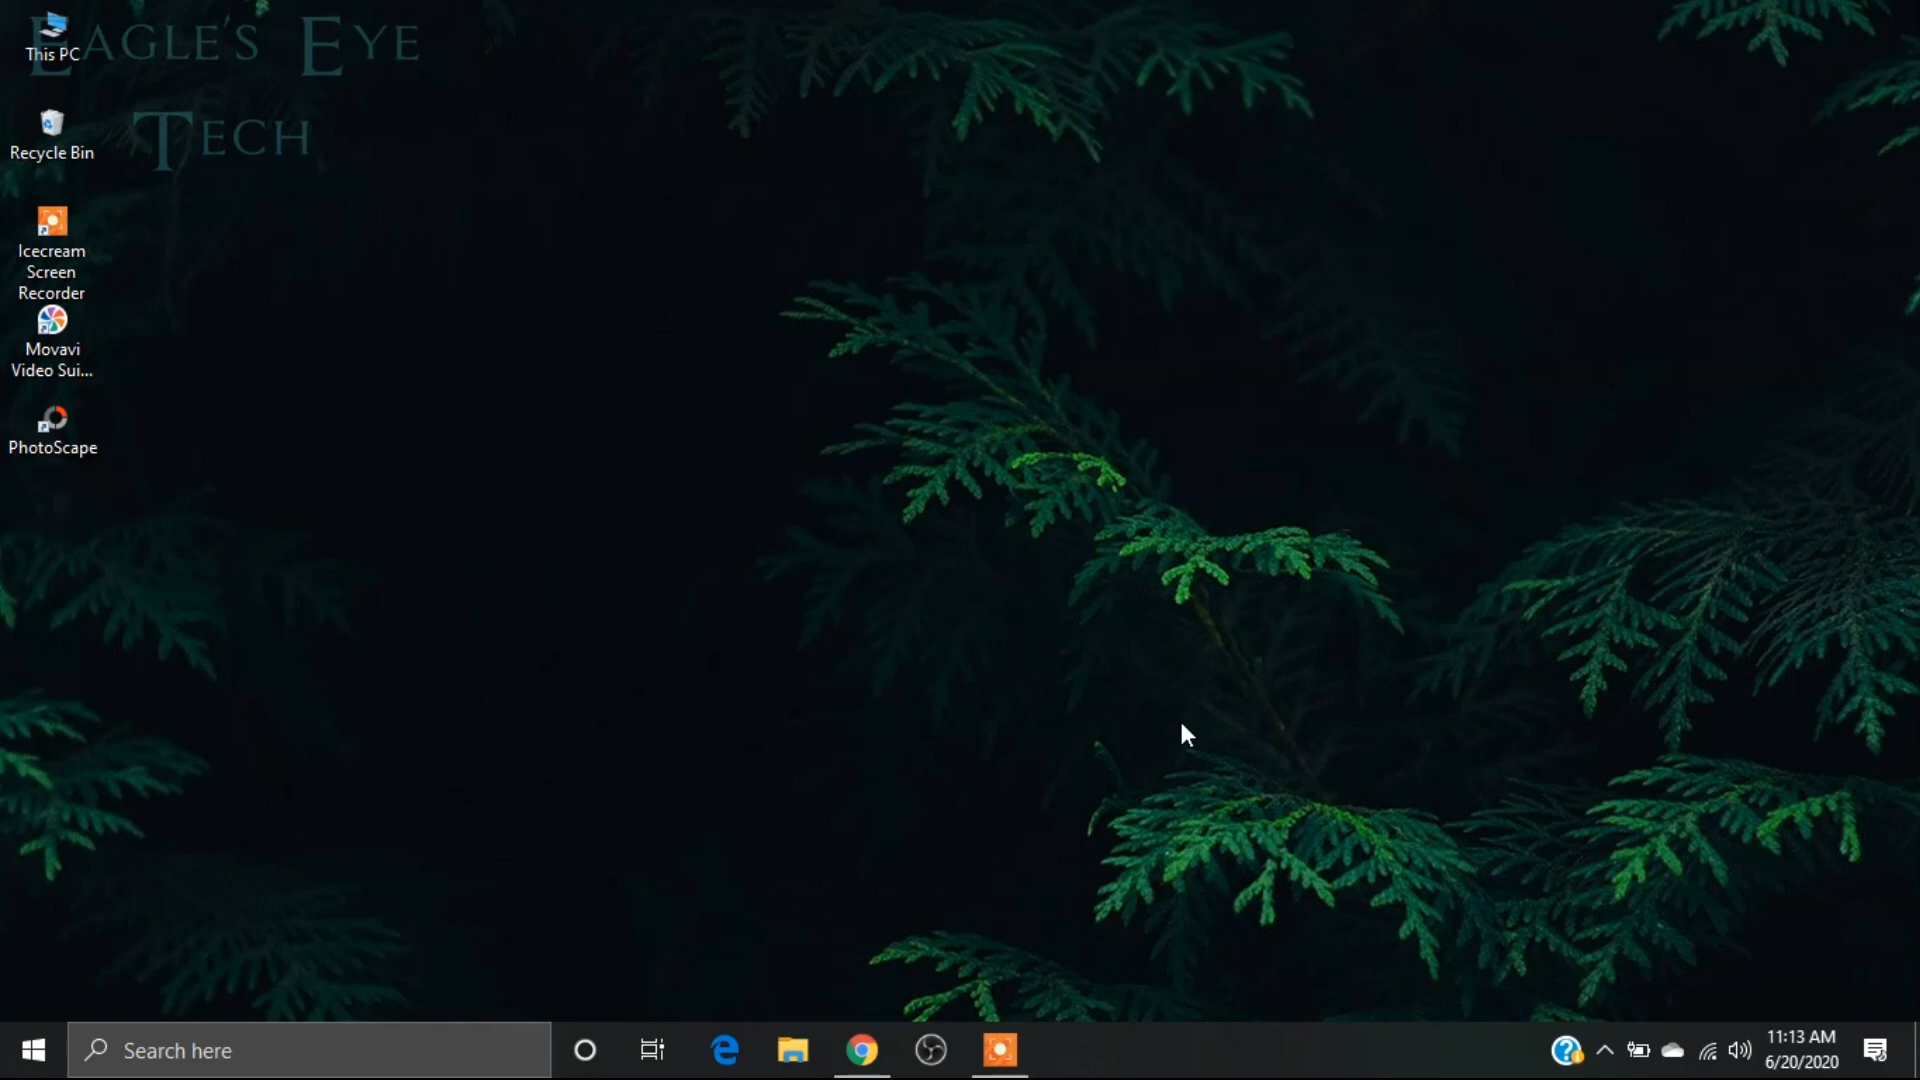 EAGLE'S EYE
TECH
This PC
Recycle Bin
Icecream
Screen
Recorder
Movavi
Video Sui...
PhotoScape
Search here
11:13 AM
6/20/2020